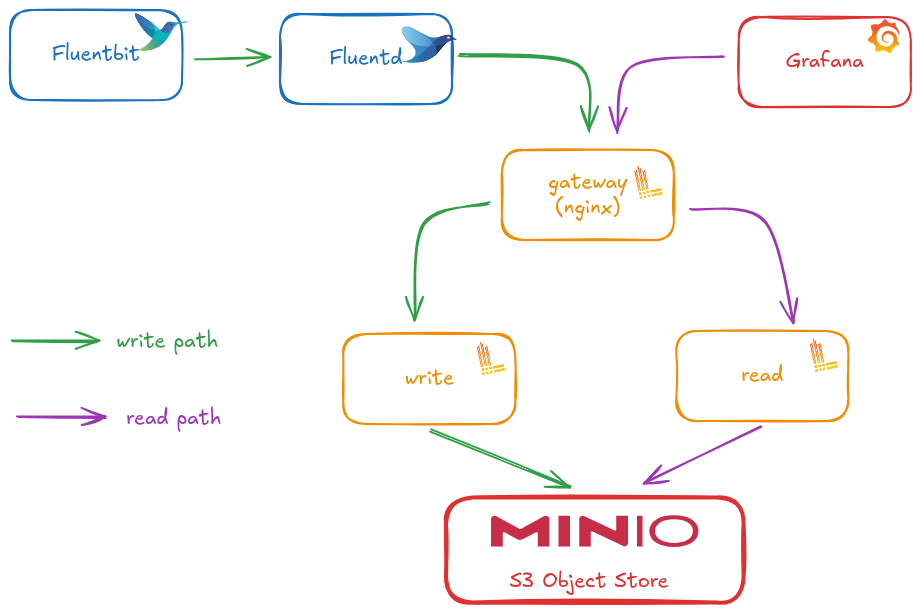 Fluentbit
Fluentd
Grafana
gateway
(nginx)
write path
write
read
read path
MINIO
S3 Object Store